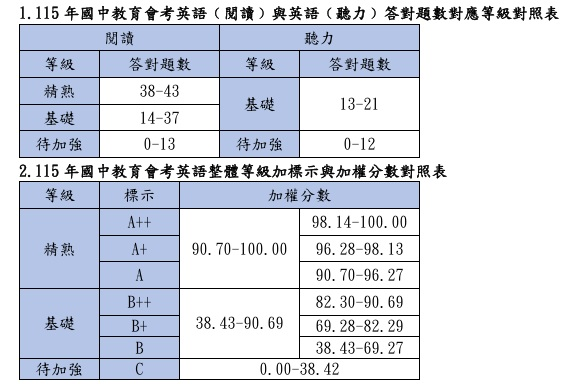 1.115 年國中教育會考英語（閱讀）與英語（聽力）答對題數對應等級對照表
閱讀 聽力
等級 答對題數 等級 答對題數
精熟 38-43
基礎 14-37 基礎 13-21
待加強 0-13 待加強 0-12
2.115 年國中教育會考英語整體等級加標示與加權分數對照表
等級 標示 加權分數
精熟 A++ 90.70-100.00 98.14-100.00
A+ 96.28-98.13
A 90.70-96.27
基礎 B++ 38.43-90.69 82.30-90.69
B+ 69.28-82.29
B 38.43-69.27
待加強 C 0.00-38.42